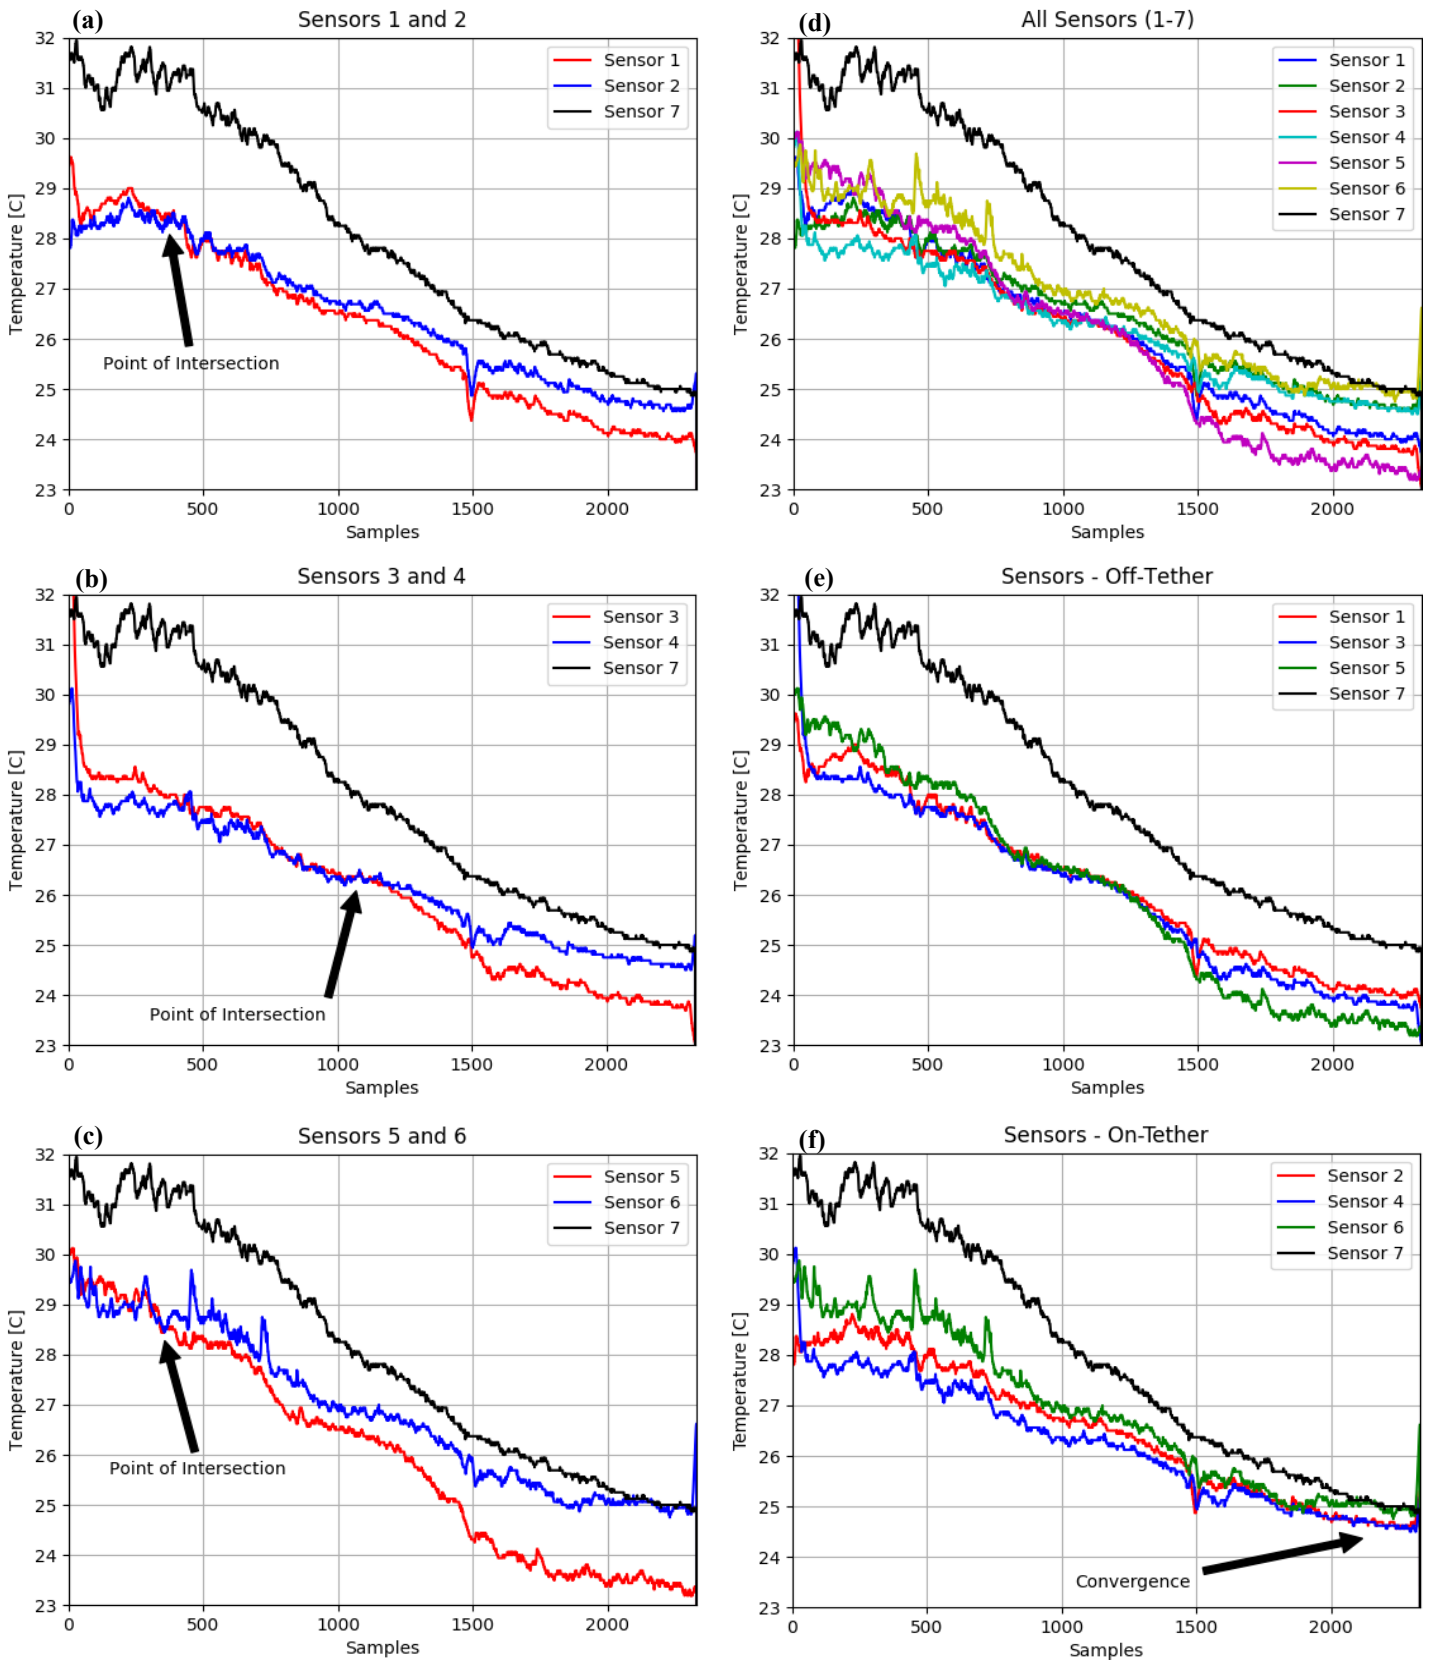 (a) Sensors 1 and 2
32
31
30
29
28
27
26
25
24
23
Temperature [C]
Sensor 1
Sensor 2
Sensor 7
Point of Intersection
0 500 1000 1500 2000
Samples
(b) Sensors 3 and 4
32
31
30
29
28
27
26
25
24
23
Temperature [C]
Sensor 3
Sensor 4
Sensor 7
Point of Intersection
0 500 1000 1500 2000
Samples
(c) Sensors 5 and 6
32
31
30
29
28
27
26
25
24
23
Temperature [C]
Sensor 5
Sensor 6
Sensor 7
Point of Intersection
0 500 1000 1500 2000
Samples
(d) All Sensors (1-7)
32
31
30
29
28
27
26
25
24
23
Temperature [C]
Sensor 1
Sensor 2
Sensor 3
Sensor 4
Sensor 5
Sensor 6
Sensor 7
0 500 1000 1500 2000
Samples
(e) Sensors - Off-Tether
32
31
30
29
28
27
26
25
24
23
Temperature [C]
Sensor 1
Sensor 3
Sensor 5
Sensor 7
0 500 1000 1500 2000
Samples
(f) Sensors - On-Tether
32
31
30
29
28
27
26
25
24
23
Temperature [C]
Sensor 2
Sensor 4
Sensor 6
Sensor 7
Convergence
0 500 1000 1500 2000
Samples